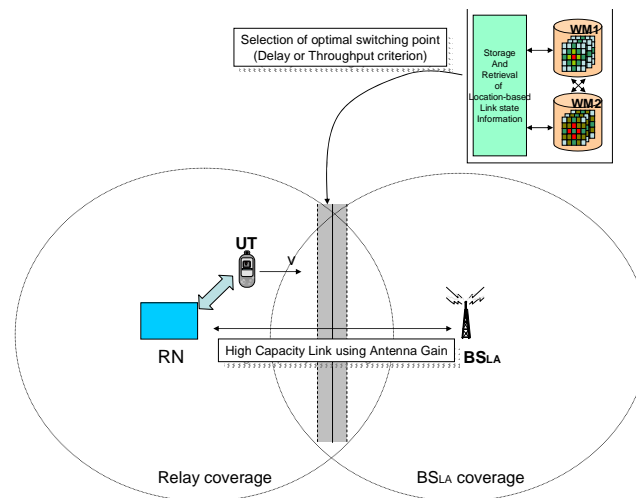 Selection of optimal switching point
(Delay or Throughput criterion)
Storage
And
Retrieval
of
Location-based
Link state
Information
WM1
WM2
UT
v
RN
High Capacity Link using Antenna Gain
BSLA
Relay coverage
BSLA coverage